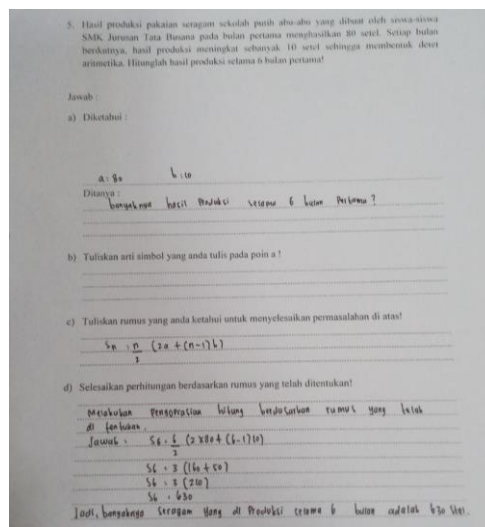 5. Hasil produksi pakaian seragam sekolah putih abu-abu yang dibuat oleh siswa-siswa
SMK Jurusan Tata Busana pada bulan pertama menghasilkan 80 setel. Setiap bulan
berikutnya, hasil produksi meningkat sebanyak 10 setel sehingga membentuk deret
aritmetika. Hitunglah hasil produksi selama 6 bulan pertama!
Jawab :
a) Diketahui :
a : 80 b : 10
Ditanya :
banyaknya hasil produksi selama 6 bulan pertama ?
b) Tuliskan arti simbol yang anda tulis pada poin a !
c) Tuliskan rumus yang anda ketahui untuk menyelesaikan permasalahan di atas!
Sn = n/2 (2a + (n-1) b)
d) Selesaikan perhitungan berdasarkan rumus yang telah ditentukan!
Melakukan pengoprasian hitung berdasarkan rumus yang telah
di tentukan.
Jawab : S6 = 6/2 (2 x 80 + (6-1) 10)
S6 = 3 (160 + 50)
S6 = 3 (210)
S6 = 630
Jadi, banyaknya seragam yang di produksi selama 6 bulan adalah 630 stel.